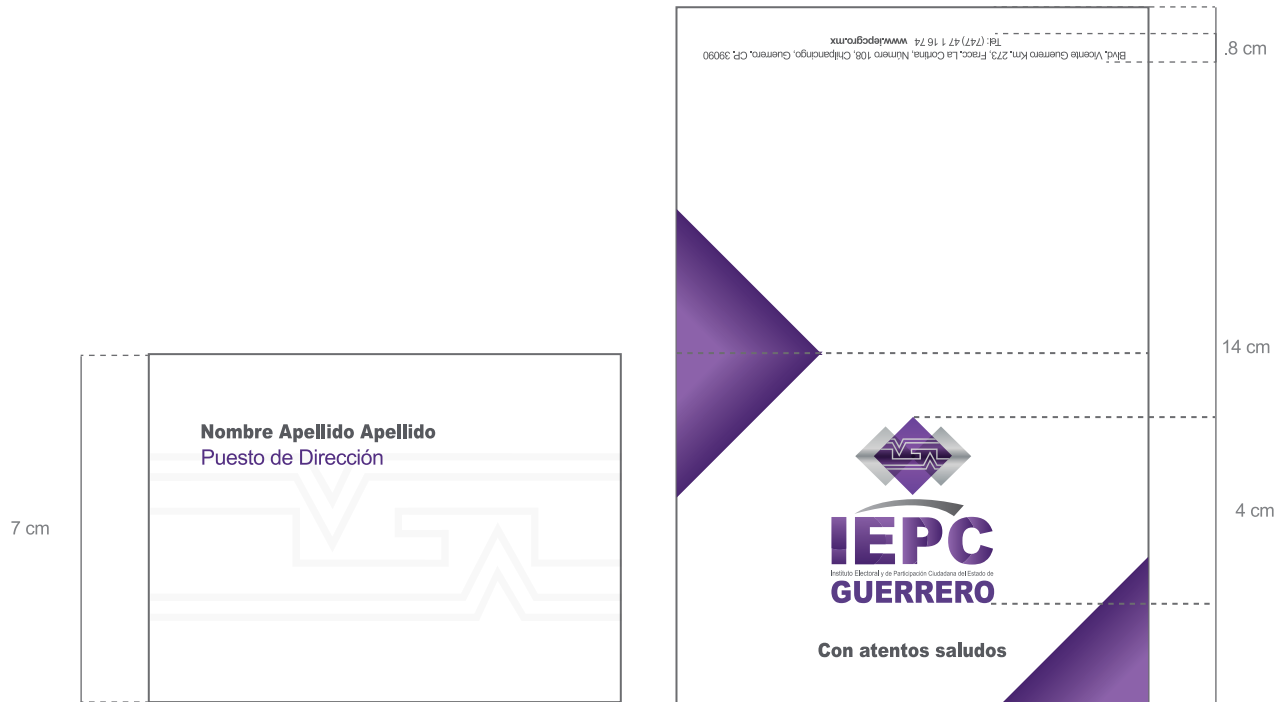 Nombre Apellido Apellido
Puesto de Dirección
7 cm
Blvd. Vicente Guerrero Km. 273, Fracc. La Cortina, Número 108, Chilpancingo, Guerrero, CP. 39090
Tel: (747) 47 1 16 74 www.iepcgro.mx
.8 cm
14 cm
4 cm
IEPC
Instituto Electoral y de Participación Ciudadana del Estado de
GUERRERO
Con atentos saludos